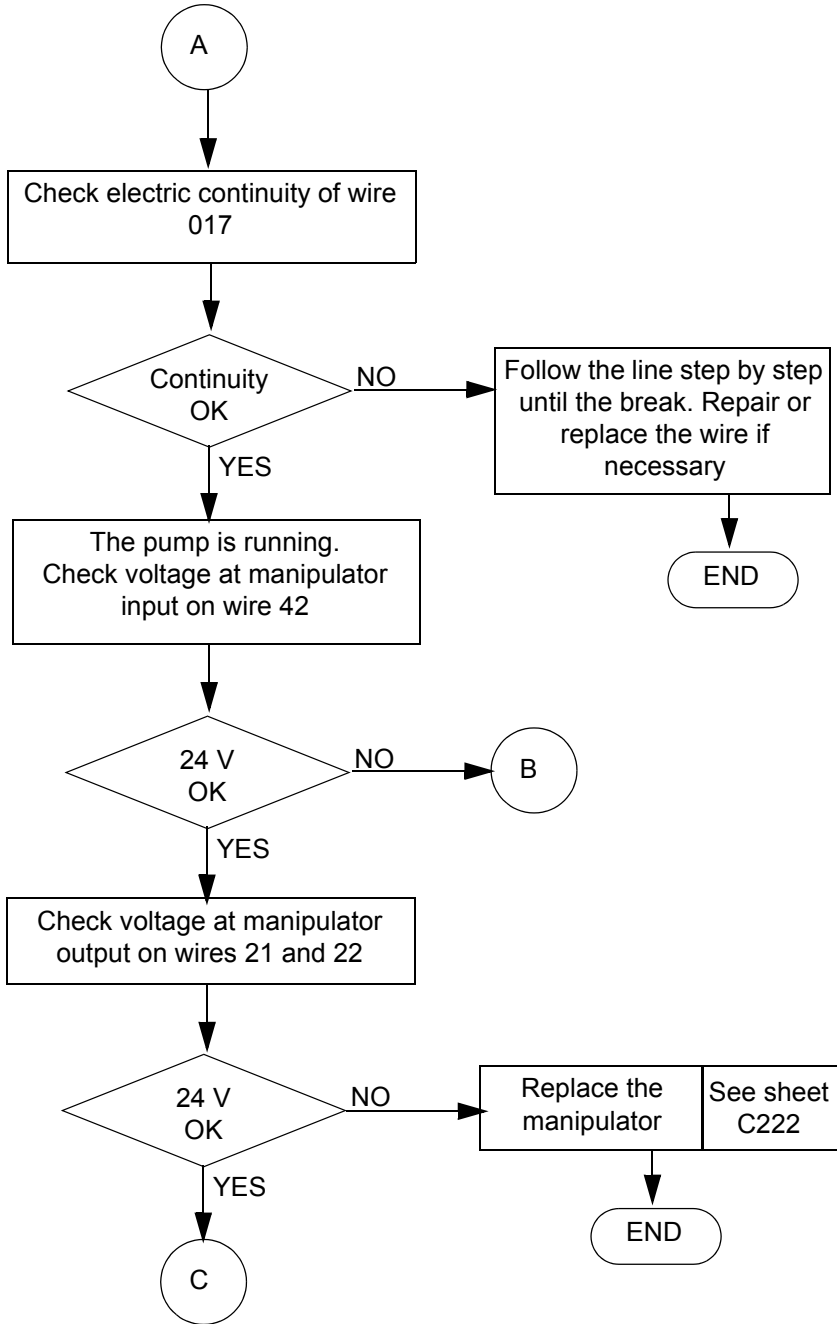 A
Check electric continuity of wire
017
Continuity
OK
NO
Follow the line step by step
until the break. Repair or
replace the wire if
necessary
YES
END
The pump is running.
Check voltage at manipulator
input on wire 42
24 V
OK
NO
B
YES
Check voltage at manipulator
output on wires 21 and 22
24 V
OK
NO
Replace the
manipulator
See sheet
C222
YES
END
C